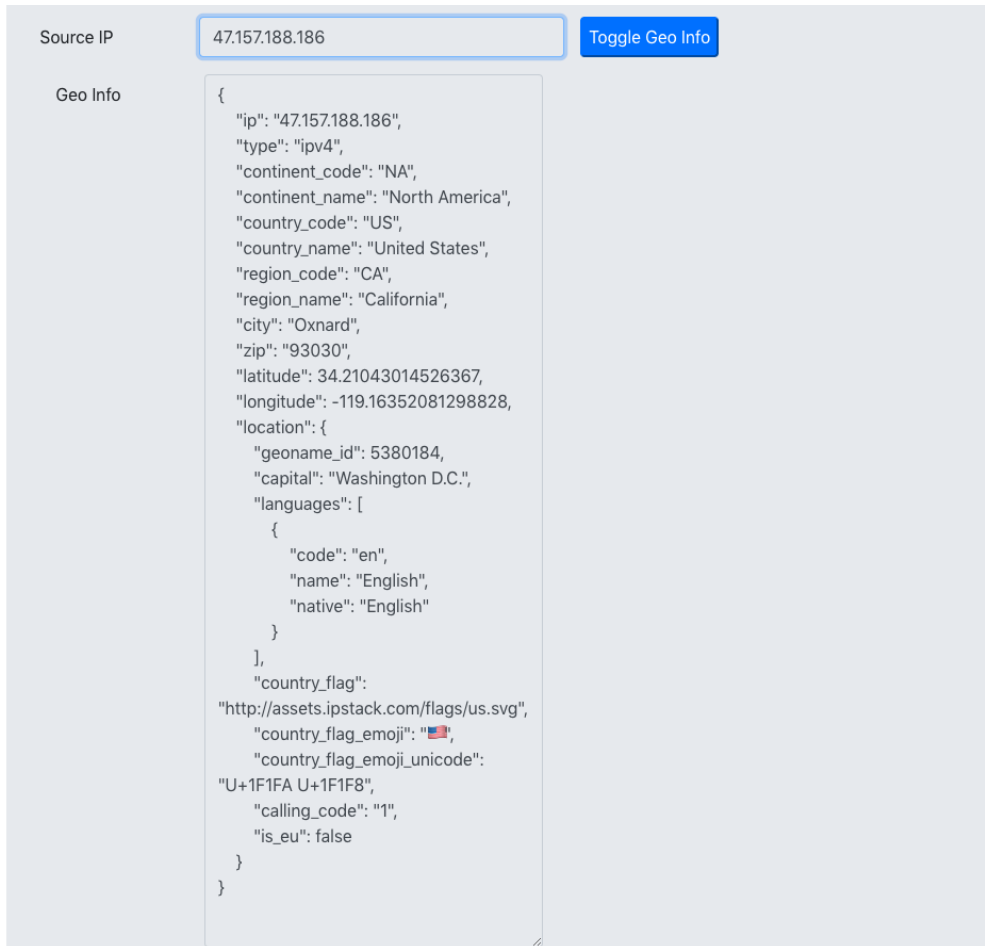 Source IP
47.157.188.186
Toggle Geo Info
Geo Info
{
"ip": "47.157.188.186",
"type": "ipv4",
"continent_code": "NA",
"continent_name": "North America",
"country_code": "US",
"country_name": "United States",
"region_code": "CA",
"region_name": "California",
"city": "Oxnard",
"zip": "93030",
"latitude": 34.21043014526367,
"longitude": -119.16352081298828,
"location": {
"geoname_id": 5380184,
"capital": "Washington D.C.",
"languages": [
{
"code": "en",
"name": "English",
"native": "English"
}
],
"country_flag":
"http://assets.ipstack.com/flags/us.svg",
"country_flag_emoji": "🇺🇸",
"country_flag_emoji_unicode":
"U+1F1FA U+1F1F8",
"calling_code": "1",
"is_eu": false
}
}